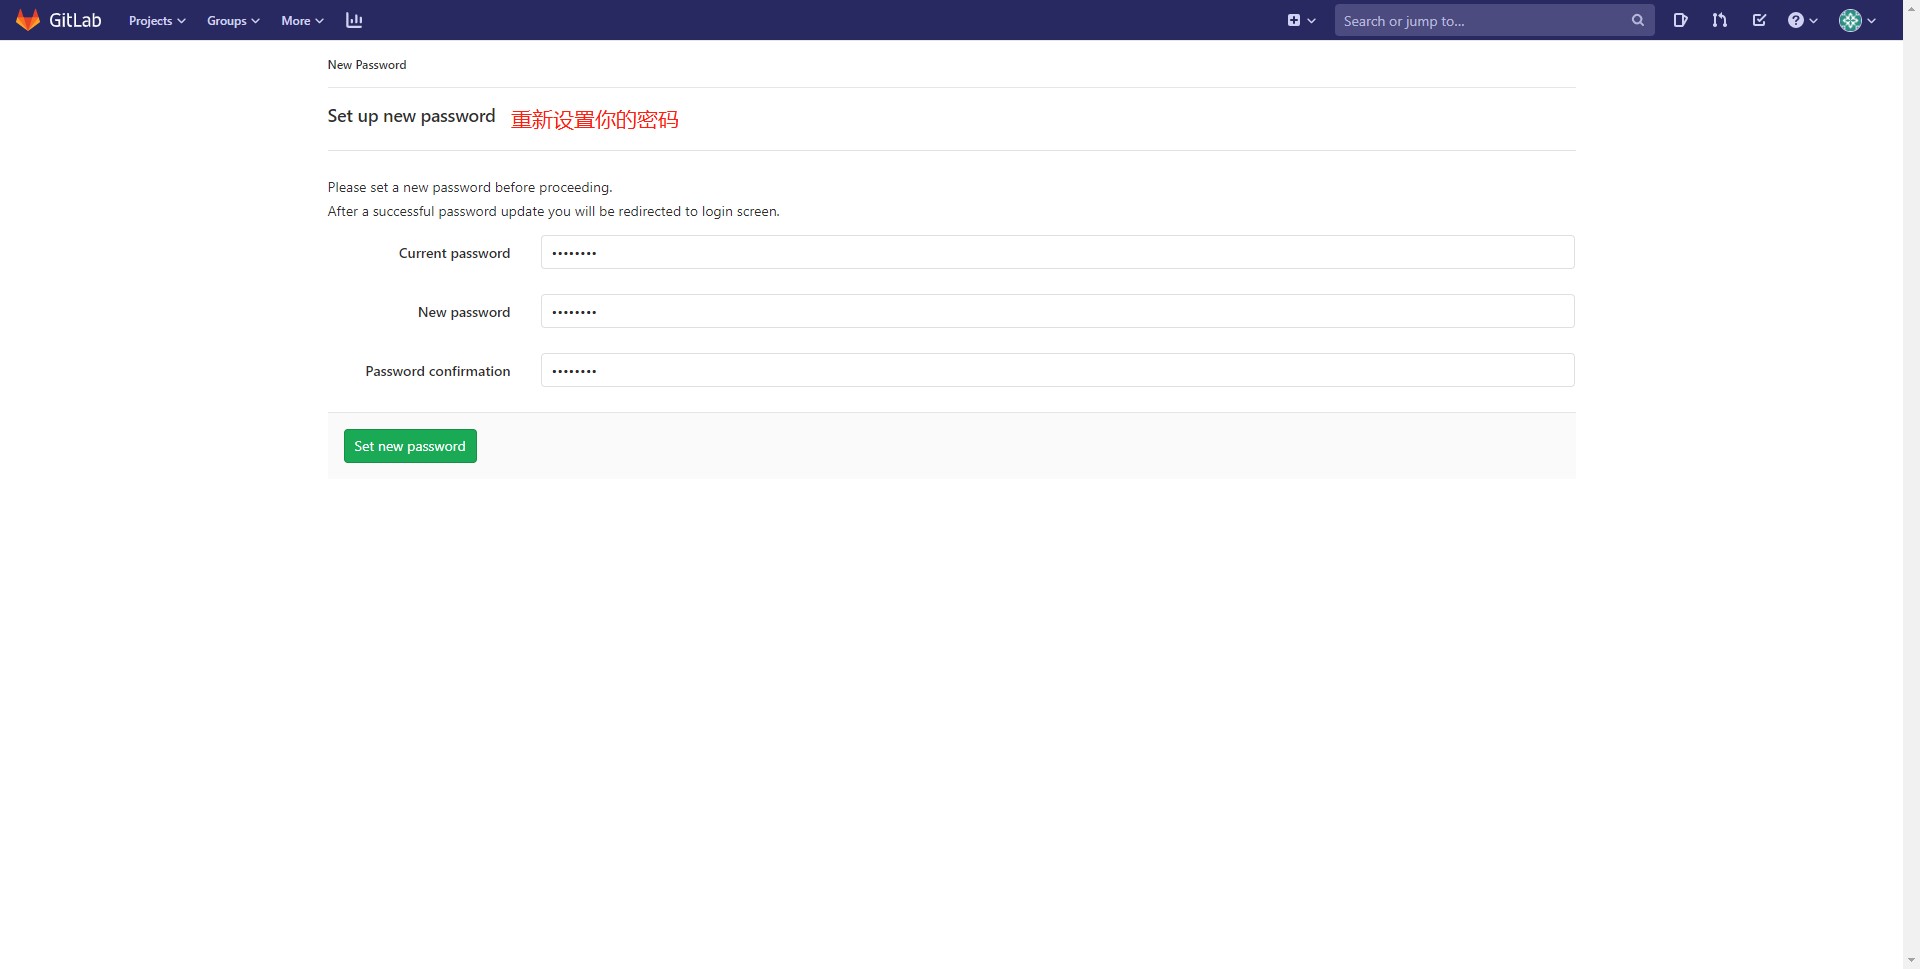 GitLab Projects Groups More Search or jump to...
New Password
Set up new password 重新设置你的密码
Please set a new password before proceeding.
After a successful password update you will be redirected to login screen.
Current password ••••••••
New password ••••••••
Password confirmation ••••••••
Set new password